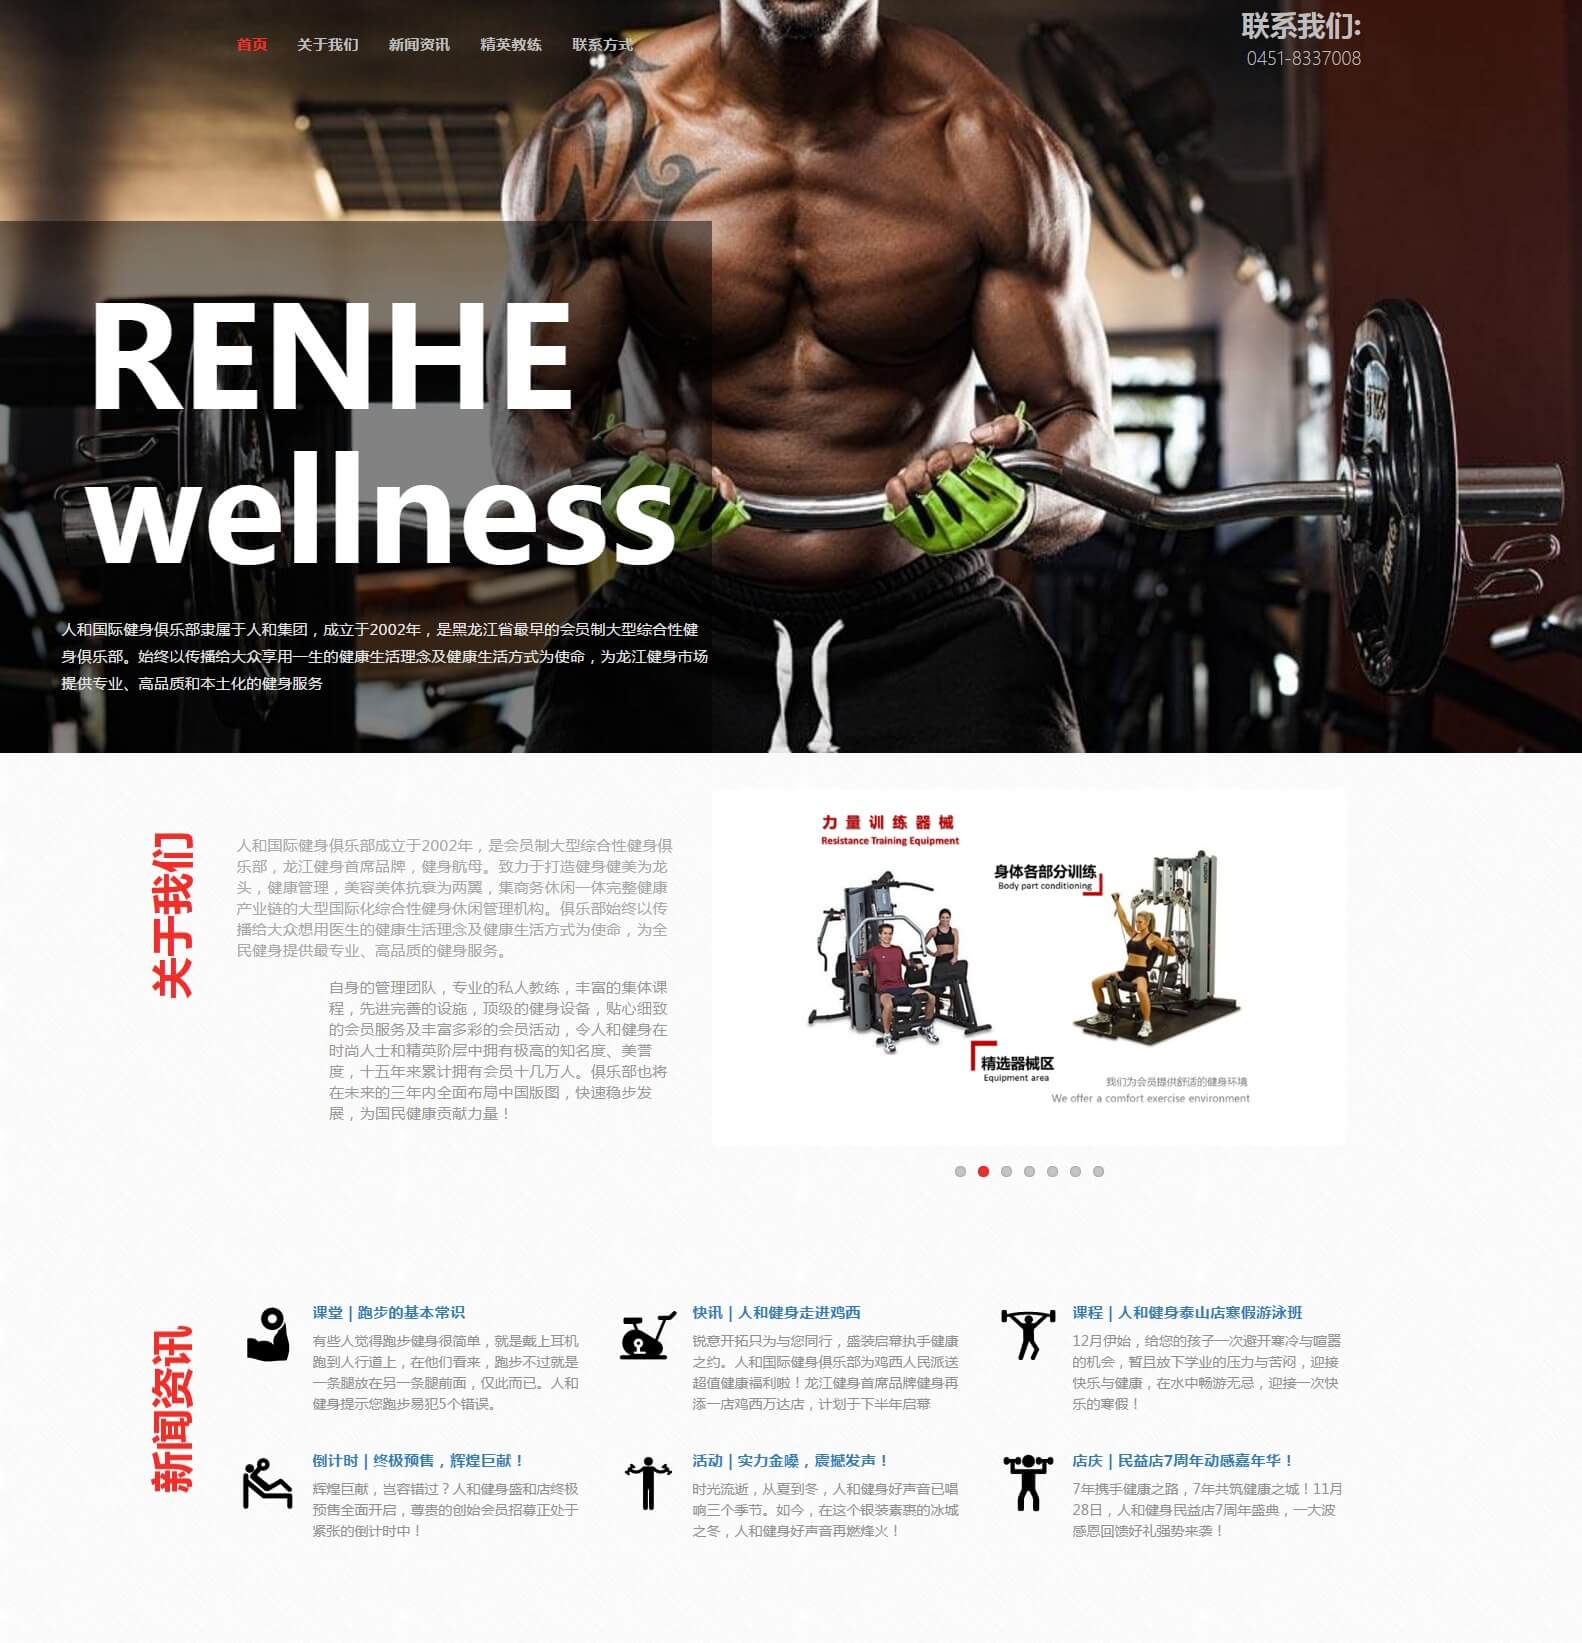 首页 关于我们 新闻资讯 精英教练 联系方式
联系我们:
0451-8337008
RENHE
wellness
人和国际健身俱乐部隶属于人和集团，成立于2002年，是黑龙江省最早的会员制大型综合性健
身俱乐部。始终以传播给大众享用一生的健康生活理念及健康生活方式为使命，为龙江健身市场
提供专业、高品质和本土化的健身服务
关于我们
人和国际健身俱乐部成立于2002年，是会员制大型综合性健身俱
乐部，龙江健身首席品牌，健身航母。致力于打造健身健美为龙
头，健康管理，美容美体抗衰为两翼，集商务休闲一体完整健康
产业链的大型国际化综合性健身休闲管理机构。俱乐部始终以传
播给大众想用医生的健康生活理念及健康生活方式为使命，为全
民健身提供最专业、高品质的健身服务。
自身的管理团队，专业的私人教练，丰富的集体课
程，先进完善的设施，顶级的健身设备，贴心细致
的会员服务及丰富多彩的会员活动，令人和健身在
时尚人士和精英阶层中拥有极高的知名度、美誉
度，十五年来累计拥有会员十几万人。俱乐部也将
在未来的三年内全面布局中国版图，快速稳步发
展，为国民健康贡献力量！
力量训练器械
Resistance Training Equipment
身体各部分训练
Body part conditioning
精选器械区
Equipment area
我们为会员提供舒适的健身环境
We offer a comfort exercise environment
新闻资讯
课堂 | 跑步的基本常识
有些人觉得跑步健身很简单，就是戴上耳机
跑到人行道上，在他们看来，跑步不过就是
一条腿放在另一条腿前面，仅此而已。人和
健身提示您跑步易犯5个错误。
快讯 | 人和健身走进鸡西
锐意开拓只为与您同行，盛装启幕执手健康
之约。人和国际健身俱乐部为鸡西人民派送
超值健康福利啦！龙江健身首席品牌健身再
添一店鸡西万达店，计划于下半年启幕
课程 | 人和健身泰山店寒假游泳班
12月伊始，给您的孩子一次避开寒冷与喧嚣
的机会，暂且放下学业的压力与苦闷，迎接
快乐与健康，在水中畅游无忌，迎接一次快
乐的寒假！
倒计时 | 终极预售，辉煌巨献！
辉煌巨献，岂容错过？人和健身盛和店终极
预售全面开启，尊贵的创始会员招募正处于
紧张的倒计时中！
活动 | 实力金嗓，震撼发声！
时光流逝，从夏到冬，人和健身好声音已唱
响三个季节。如今，在这个银装素裹的冰城
之冬，人和健身好声音再燃烽火！
店庆 | 民益店7周年动感嘉年华！
7年携手健康之路，7年共筑健康之城！11月
28日，人和健身民益店7周年盛典，一大波
感恩回馈好礼强势来袭！